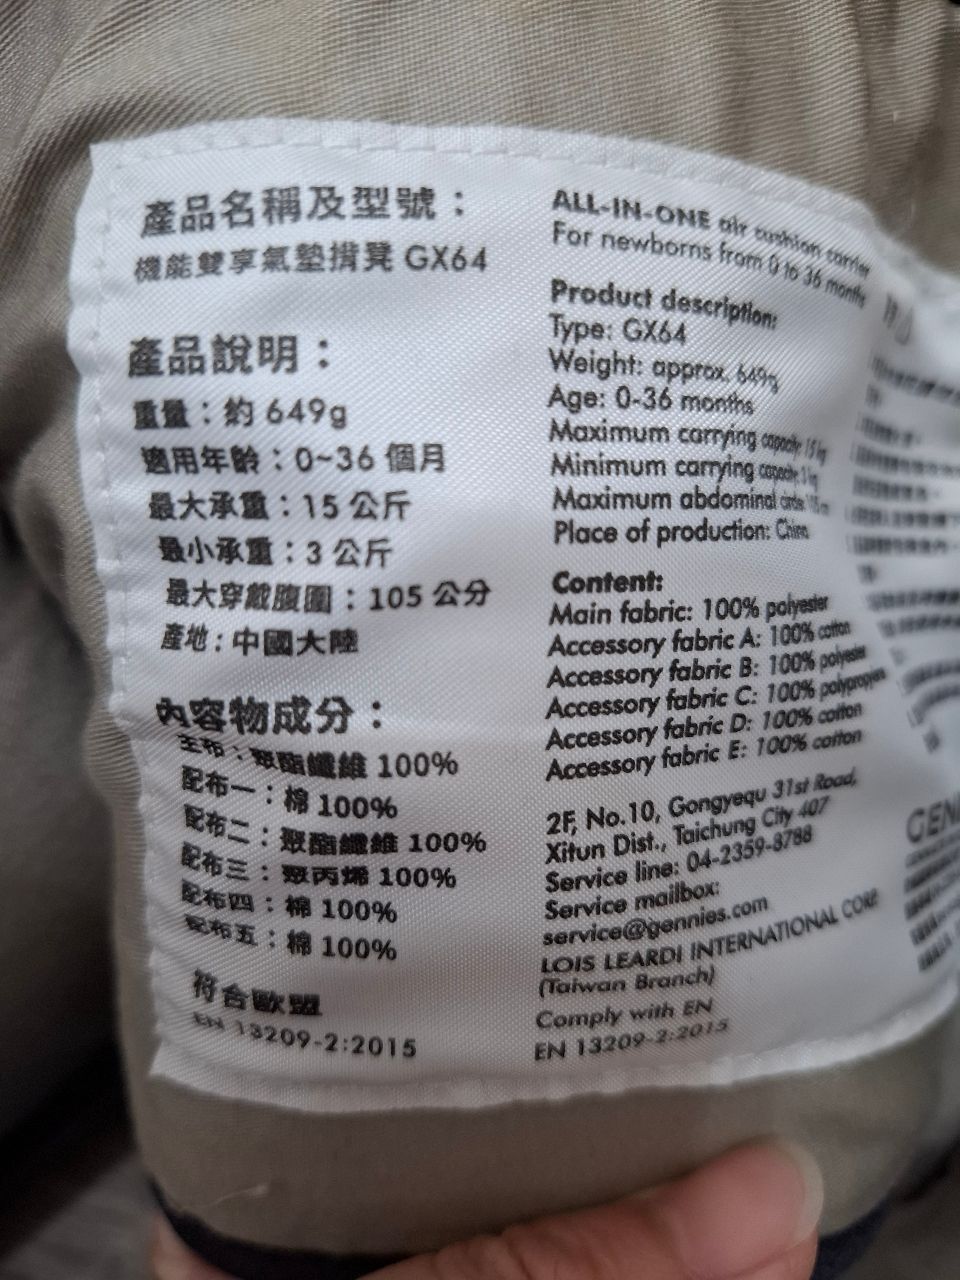 產品名稱及型號：
機能雙享氣墊揹凳 GX64
產品說明：
重量：約 649g
適用年齡：0~36 個月
最大承重：15 公斤
最小承重：3 公斤
最大穿戴腹圍：105 公分
產地：中國大陸
內容物成分：
主布：聚酯纖維 100%
配布一：棉 100%
配布二：聚酯纖維 100%
配布三：聚丙烯 100%
配布四：棉 100%
配布五：棉 100%
符合歐盟
EN 13209-2:2015
ALL-IN-ONE air cushion carrier
For newborns from 0 to 36 months
Product description:
Type: GX64
Weight: approx. 649g
Age: 0-36 months
Maximum carrying capacity: 15 kg
Minimum carrying capacity: 3 kg
Maximum abdominal
Place of production: China
Content:
Main fabric: 100% polyester
Accessory fabric A: 100% cotton
Accessory fabric B: 100% polyester
Accessory fabric C: 100%
Accessory fabric D: 100% cotton
Accessory fabric E: 100% cotton
2F, No.10, Gongyequ 31st Road,
Xitun Dist., Taichung City 407
Service line: 04-2359-8788
Service mailbox:
service@gennies.com
LOIS LEARDI INTERNATIONAL CORP.
(Taiwan Branch)
Comply with EN
EN 13209-2:2015